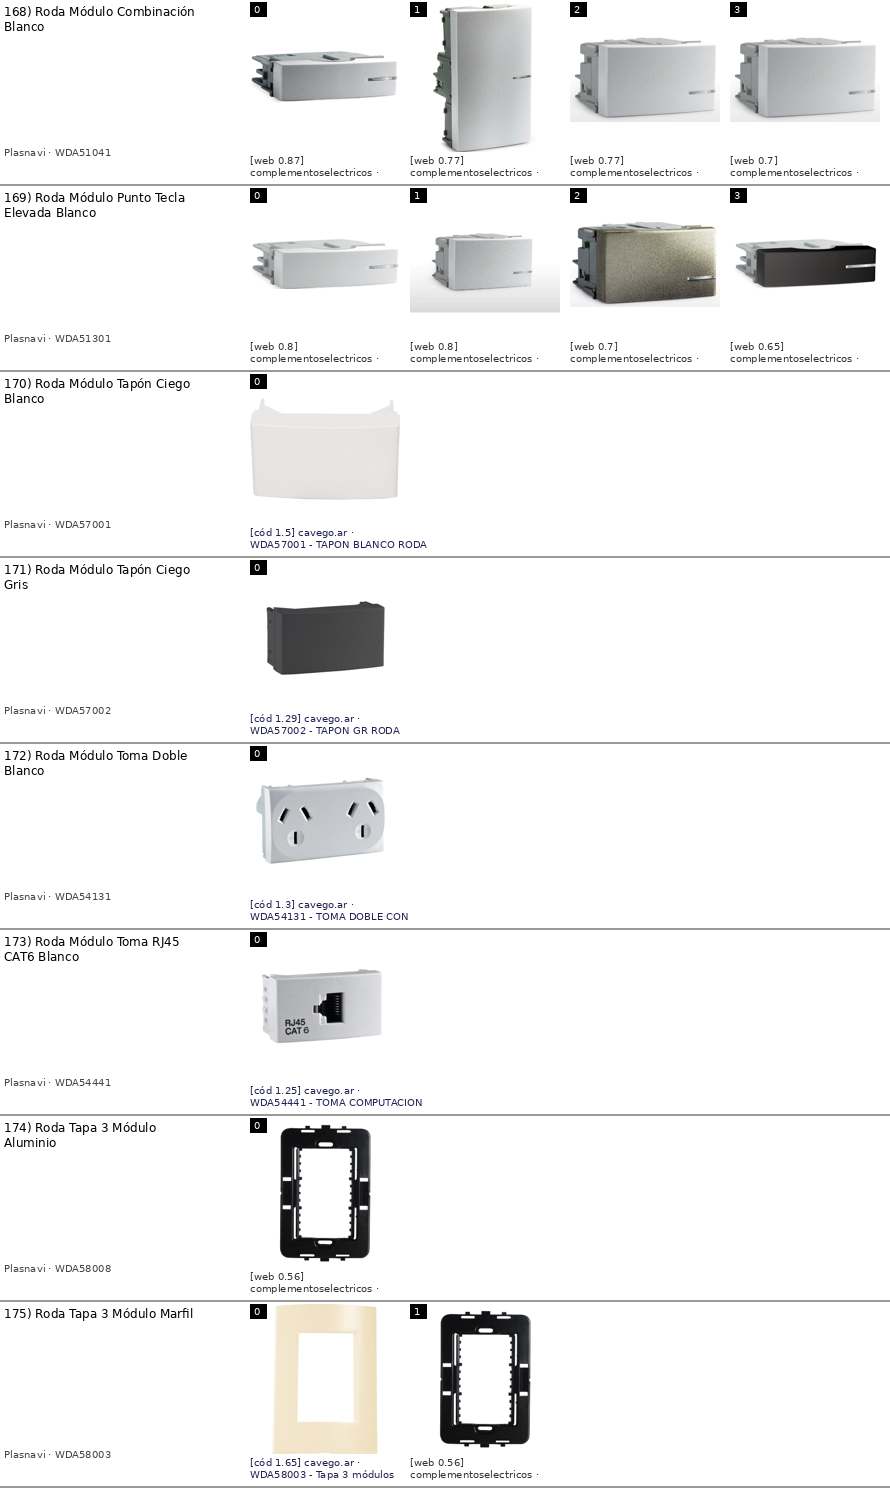 168) Roda Módulo Combinación
Blanco
Plasnavi · WDA51041
0
1
2
3
[web 0.87]
complementoselectricos ·
[web 0.77]
complementoselectricos ·
[web 0.77]
complementoselectricos ·
[web 0.7]
complementoselectricos ·
169) Roda Módulo Punto Tecla
Elevada Blanco
Plasnavi · WDA51301
0
1
2
3
[web 0.8]
complementoselectricos ·
[web 0.8]
complementoselectricos ·
[web 0.7]
complementoselectricos ·
[web 0.65]
complementoselectricos ·
170) Roda Módulo Tapón Ciego
Blanco
Plasnavi · WDA57001
0
[cód 1.5] cavego.ar ·
WDA57001 - TAPON BLANCO RODA
171) Roda Módulo Tapón Ciego
Gris
Plasnavi · WDA57002
0
[cód 1.29] cavego.ar ·
WDA57002 - TAPON GR RODA
172) Roda Módulo Toma Doble
Blanco
Plasnavi · WDA54131
0
[cód 1.3] cavego.ar ·
WDA54131 - TOMA DOBLE CON
173) Roda Módulo Toma RJ45
CAT6 Blanco
Plasnavi · WDA54441
0
RJ45
CAT 6
[cód 1.25] cavego.ar ·
WDA54441 - TOMA COMPUTACION
174) Roda Tapa 3 Módulo
Aluminio
Plasnavi · WDA58008
0
[web 0.56]
complementoselectricos ·
175) Roda Tapa 3 Módulo Marfil
Plasnavi · WDA58003
0
1
[cód 1.65] cavego.ar ·
WDA58003 - Tapa 3 módulos
[web 0.56]
complementoselectricos ·